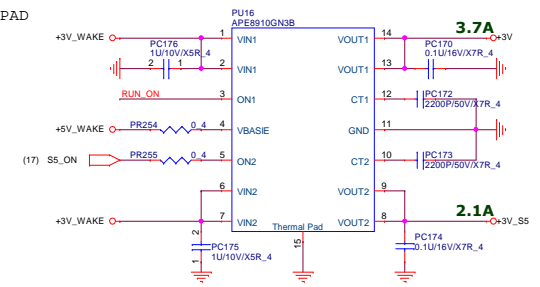 PAD
PU16
APE8910GN3B
3.7A
+3V_WAKE 1 VIN1 VOUT1 14 +3V
PC176
1U/10V/X5R_4
PC170
0.1U/16V/X7R_4
2 1 2 VIN1 VOUT1 13
RUN_ON 3 ON1 CT1 12 PC172
2200P/50V/X7R_4
+5V_WAKE PR254 0_4 4 VBASIE GND 11
(17) S5_ON PR255 0_4 5 ON2 CT2 10 PC173
2200P/50V/X7R_4
6 VIN2 VOUT2 9
2.1A
+3V_WAKE 7 VIN2 VOUT2 8 +3V_S5
Thermal Pad
2
PC175
1U/10V/X5R_4
1
15
PC174
0.1U/16V/X7R_4